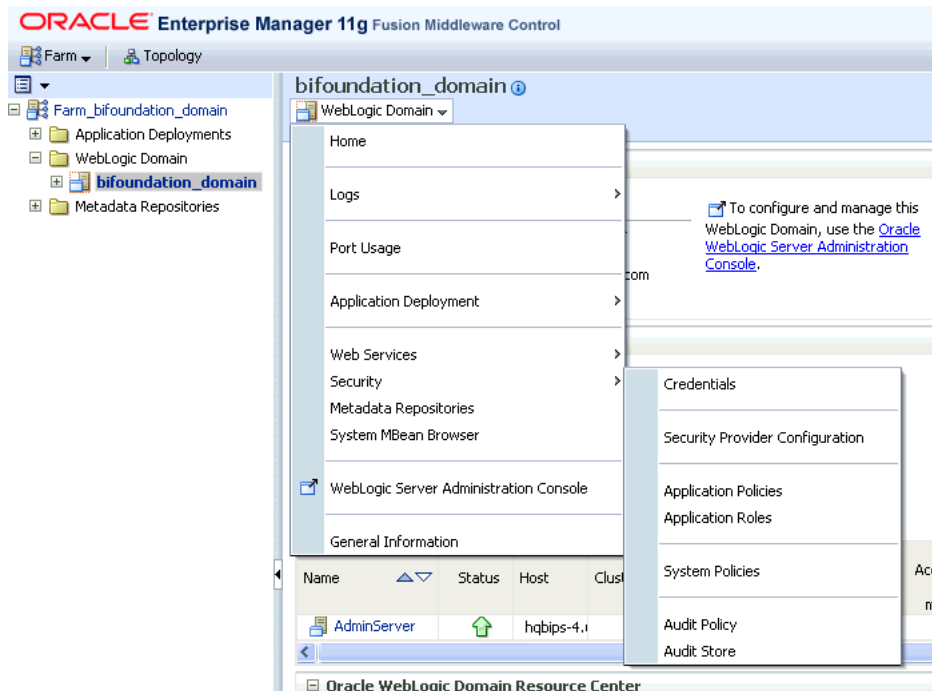 ORACLE Enterprise Manager 11g Fusion Middleware Control
Farm
Topology
Farm_bifoundation_domain
Application Deployments
WebLogic Domain
bifoundation_domain
Metadata Repositories
bifoundation_domain
WebLogic Domain
Home
Logs
Port Usage
Application Deployment
Web Services
Security
Metadata Repositories
System MBean Browser
WebLogic Server Administration Console
General Information
To configure and manage this
WebLogic Domain, use the Oracle
WebLogic Server Administration
Console.
com
Credentials
Security Provider Configuration
Application Policies
Application Roles
System Policies
Audit Policy
Audit Store
Name Status Host Clust
AdminServer hqbips-4.
Oracle WebLogic Domain Resource Center